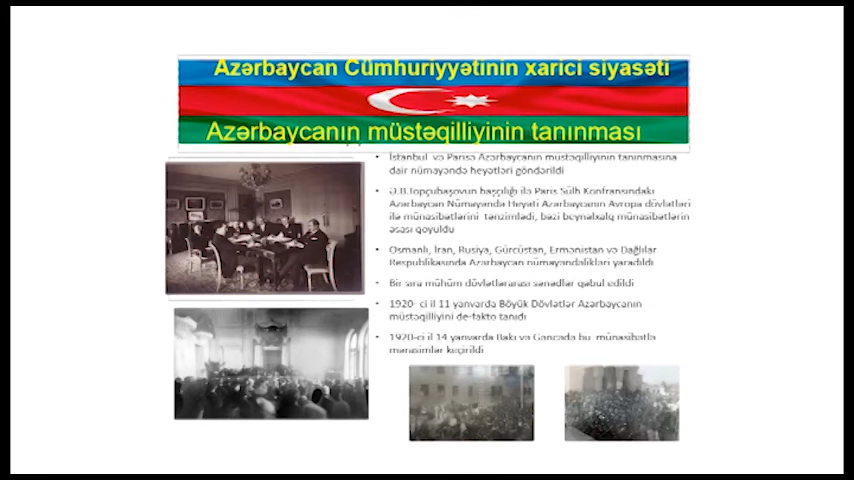 Azərbaycan Cümhuriyyətinin xarici siyasəti
Azərbaycanın müstəqilliyinin tanınması
• İstanbul və Parisə Azərbaycanın müstəqilliyinin tanınmasına
dair nümayəndə heyətləri göndərildi
• Ə.B.Topçubaşovun başçılığı ilə Paris Sülh Konfransındakı
Azərbaycan Nümayəndə Heyəti Azərbaycanın Avropa dövlətləri
ilə münasibətlərini tənzimlədi, bəzi beynəlxalq münasibətlərin
əsası qoyuldu
• Osmanlı, İran, Rusiya, Gürcüstan, Ermənistan və Dağlılar
Respublikasında Azərbaycan nümayəndəlikləri yaradıldı
• Bir sıra mühüm dövlətlərarası sənədlər qəbul edildi
• 1920- ci il 11 yanvarda Böyük Dövlətlər Azərbaycanın
müstəqilliyini de-fakto tanıdı
• 1920-ci il 14 yanvarda Bakı və Gəncədə bu münasibətlə
mərasimlər keçirildi